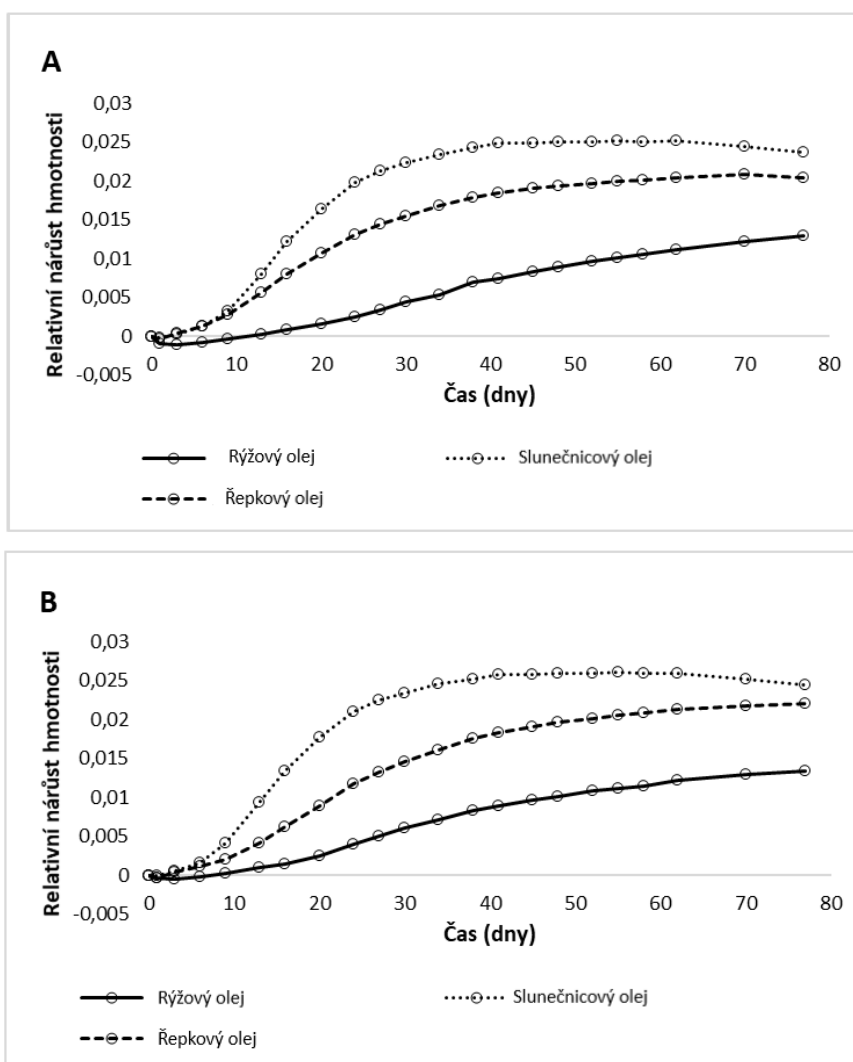 A
Relativní nárůst hmotnosti
0,03
0,025
0,02
0,015
0,01
0,005
0
-0,005
0 10 20 30 40 50 60 70 80
Čas (dny)
Rýžový olej Slunečnicový olej
Řepkový olej
B
Relativní nárůst hmotnosti
0,03
0,025
0,02
0,015
0,01
0,005
0
-0,005
0 10 20 30 40 50 60 70 80
Čas (dny)
Rýžový olej Slunečnicový olej
Řepkový olej